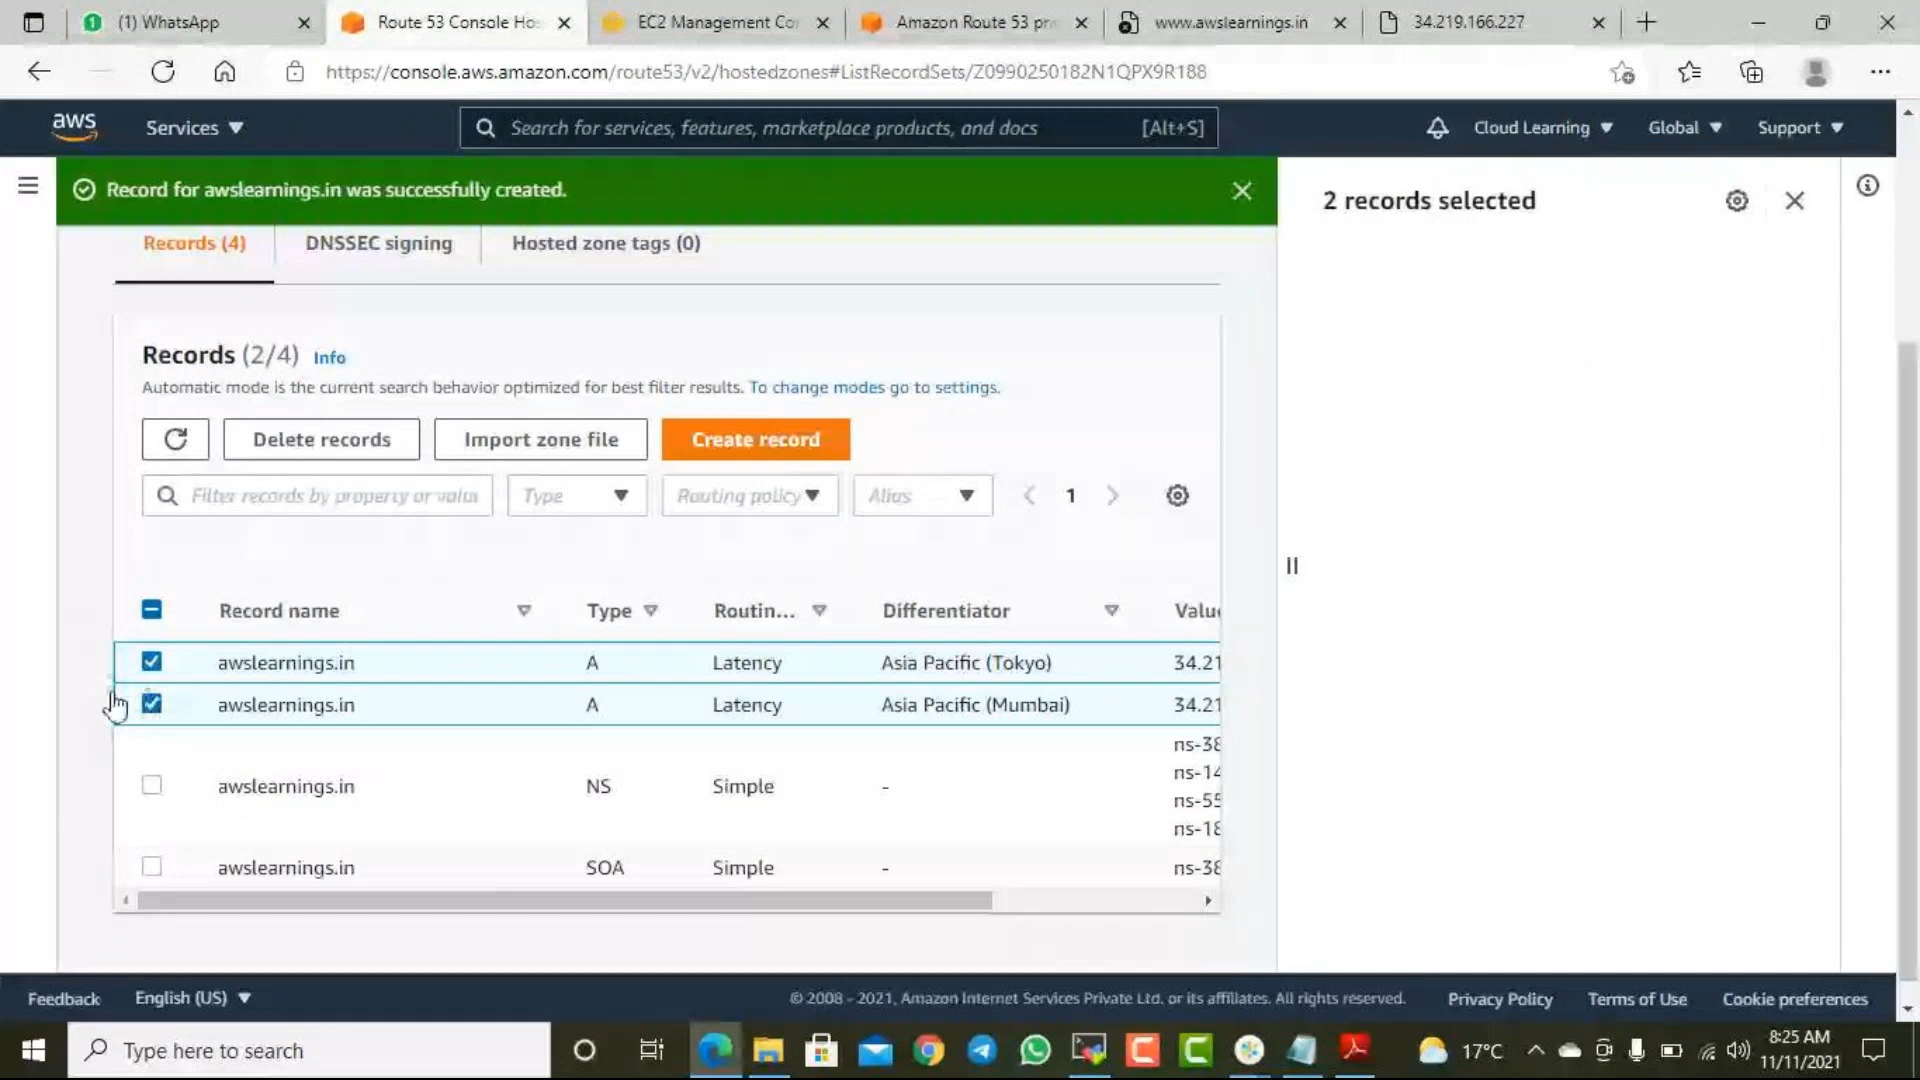 (1) WhatsApp
Route 53 Console Ho
EC2 Management Co
Amazon Route 53 pri
www.awslearnings.in
34.219.166.227
https://console.aws.amazon.com/route53/v2/hostedzones#ListRecordSets/Z0990250182N1QPX9R188
aws
Services
Search for services, features, marketplace products, and docs
[Alt+S]
Cloud Learning
Global
Support
Record for awslearnings.in was successfully created.
2 records selected
Records (4)
DNSSEC signing
Hosted zone tags (0)
Records (2/4) Info
Automatic mode is the current search behavior optimized for best filter results. To change modes go to settings.
Delete records
Import zone file
Create record
Filter records by property or value
Type
Routing policy
Alias
1
Record name
Type
Routin...
Differentiator
Value
awslearnings.in A Latency Asia Pacific (Tokyo) 34.21
awslearnings.in A Latency Asia Pacific (Mumbai) 34.21
awslearnings.in NS Simple -
ns-38
ns-14
ns-55
ns-18
awslearnings.in SOA Simple - ns-38
Feedback
English (US)
© 2008 - 2021, Amazon Internet Services Private Ltd. or its affiliates. All rights reserved.
Privacy Policy
Terms of Use
Cookie preferences
Type here to search
17°C
8:25 AM
11/11/2021